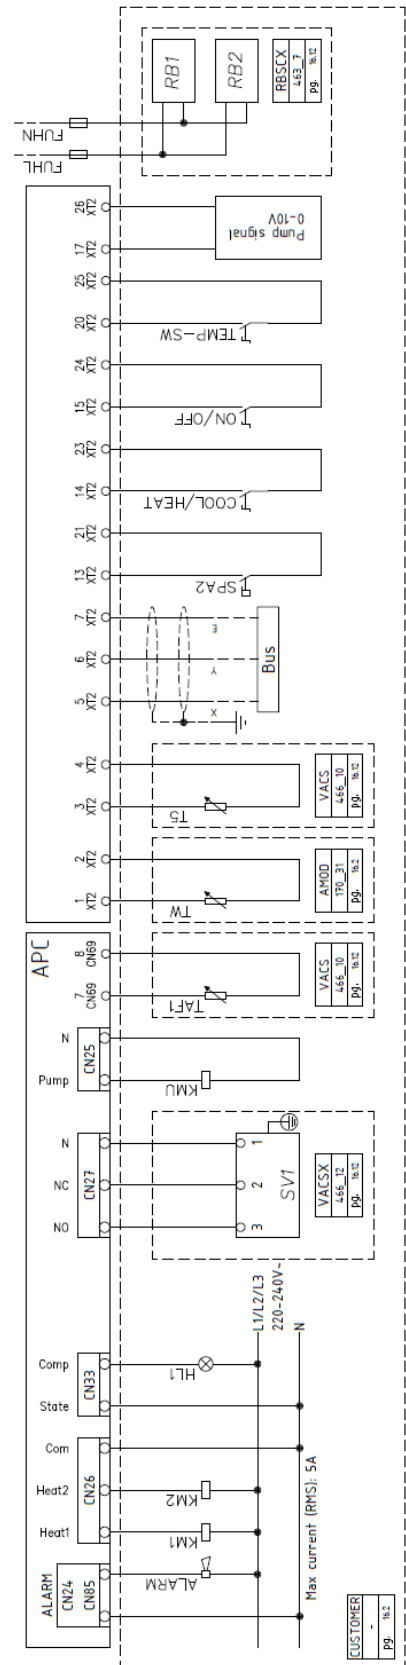 RB1
RB2
RBSCX
463_7
pg. 16.12
FUHN
FUHL
26
XT2
17
XT2
Pump signal
0-10V
25
XT2
20
XT2
TEMP-SW
24
XT2
15
XT2
ON/OFF
23
XT2
14
XT2
COOL/HEAT
21
XT2
13
XT2
SPA2
7
XT2
E
6
XT2
Y
Bus
5
XT2
X
4
XT2
3
XT2
T5
VACS
466_10
pg. 16.12
2
XT2
1
XT2
TW
AMOD
170_31
pg. 16.2
APC
8
CN69
7
CN69
TAF1
VACS
466_10
pg. 16.12
N
CN25
Pump
KMU
N
NC
CN27
NO
1
2
3
SV1
VACSX
466_12
pg. 16.12
L1/L2/L3
220-240V~
N
Comp
CN33
State
HL1
Com
CN26
Heat2
KM2
Heat1
KM1
Max current (RMS): 5A
ALARM
CN24
CN85
ALARM
CUSTOMER
-
pg. 16.2